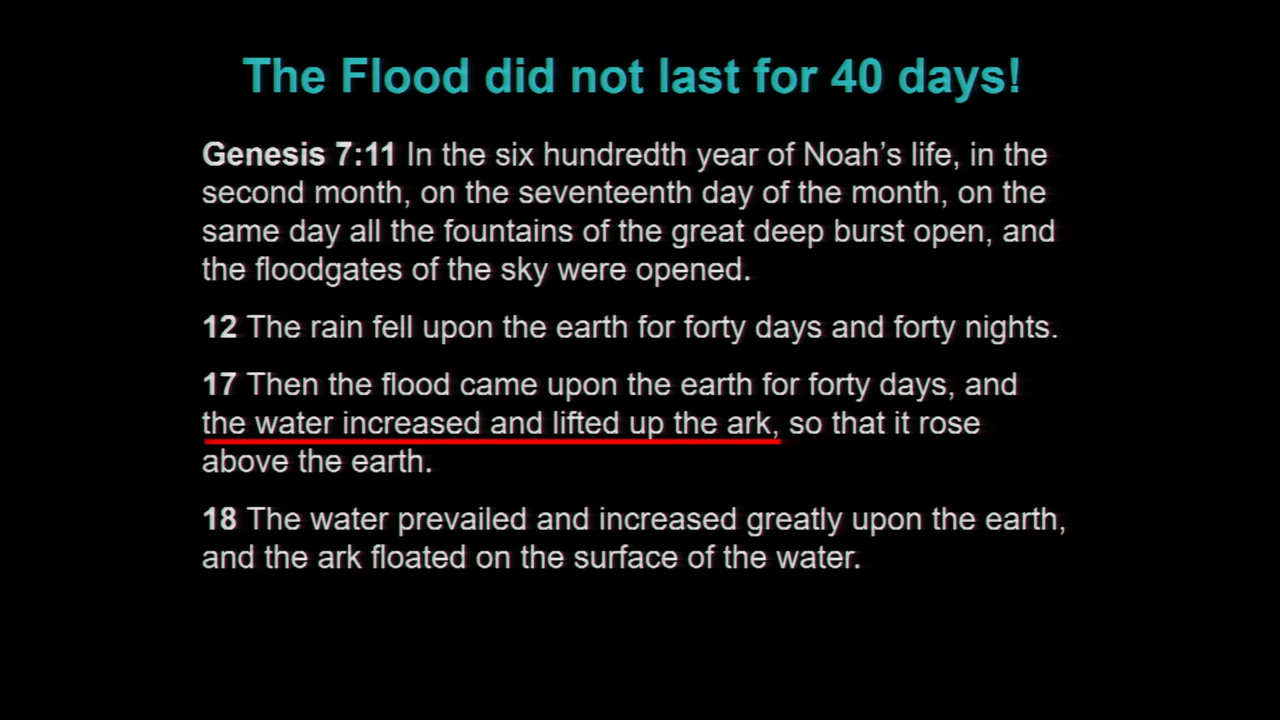 The Flood did not last for 40 days!
Genesis 7:11 In the six hundredth year of Noah’s life, in the
second month, on the seventeenth day of the month, on the
same day all the fountains of the great deep burst open, and
the floodgates of the sky were opened.
12 The rain fell upon the earth for forty days and forty nights.
17 Then the flood came upon the earth for forty days, and
the water increased and lifted up the ark, so that it rose
above the earth.
18 The water prevailed and increased greatly upon the earth,
and the ark floated on the surface of the water.